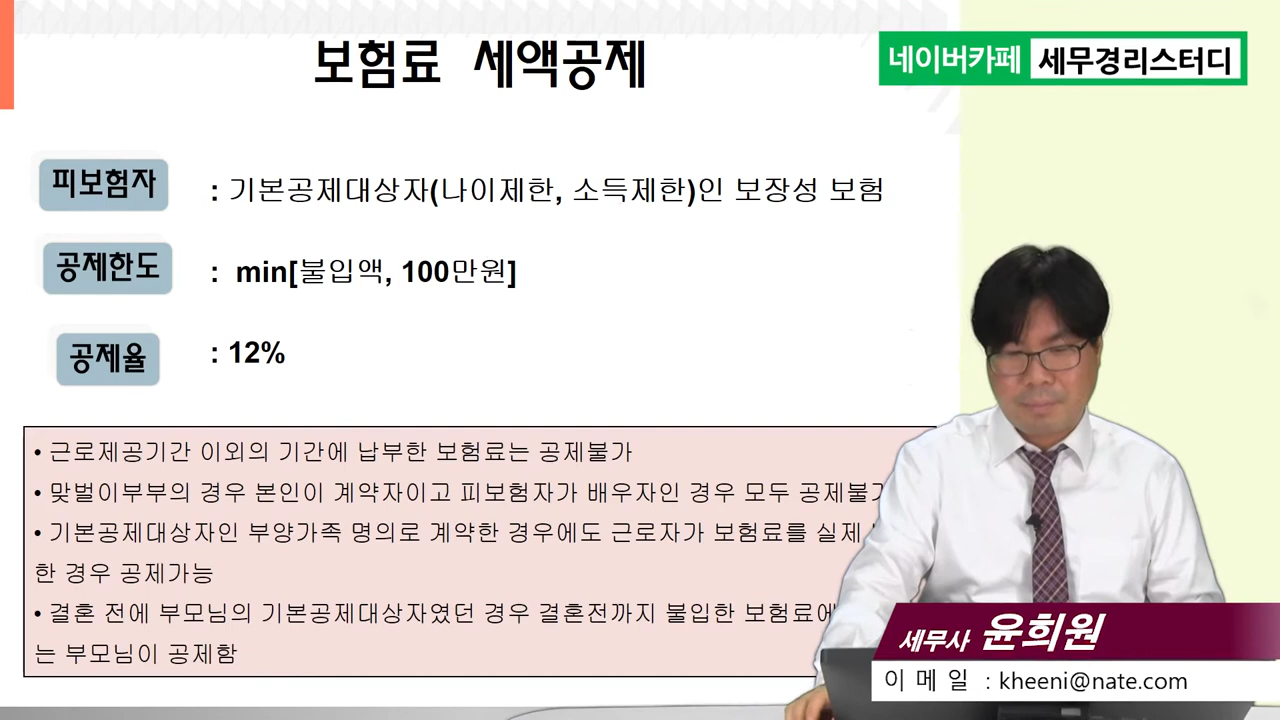 보험료 세액공제
네이버카페 세무경리스터디
피보험자 : 기본공제대상자(나이제한, 소득제한)인 보장성 보험
공제한도 : min[불입액, 100만원]
공제율 : 12%
• 근로제공기간 이외의 기간에 납부한 보험료는 공제불가
• 맞벌이부부의 경우 본인이 계약자이고 피보험자가 배우자인 경우 모두
• 기본공제대상자인 부양가족 명의로 계약한 경우에도 근로자가 보험료를 실제
한 경우 공제가능
• 결혼 전에 부모님의 기본공제대상자였던 경우 결혼전까지 불입한 보험료에
는 부모님이 공제함
세무사 윤희원
이 메 일 : kheeni@nate.com